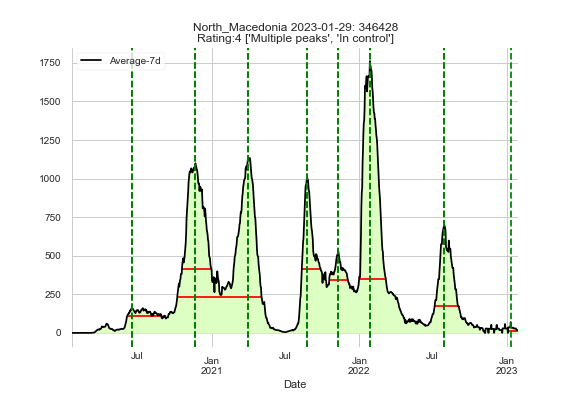 North_Macedonia 2023-01-29: 346428
Rating:4 ['Multiple peaks', 'In control']
Average-7d
1750
1500
1250
1000
750
500
250
0
Jul
Jan
2021
Jul
Jan
2022
Jul
Jan
2023
Date